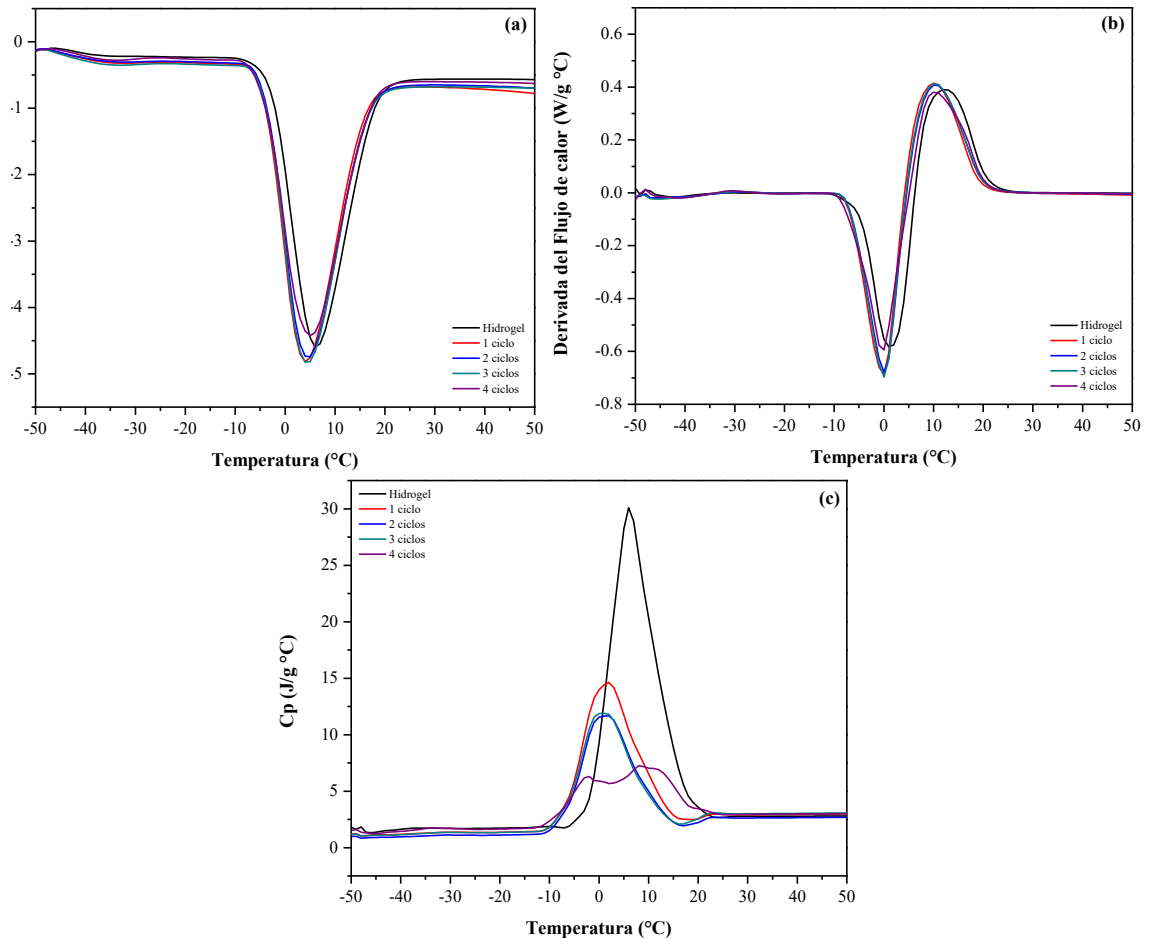 (a)
0
-1
-2
-3
-4
-5
-50 -40 -30 -20 -10 0 10 20 30 40 50
Temperatura (°C)
Hidrogel
1 ciclo
2 ciclos
3 ciclos
4 ciclos
(b)
Derivada del Flujo de calor (W/g °C)
0.4
0.2
0.0
-0.2
-0.4
-0.6
-0.8
-50 -40 -30 -20 -10 0 10 20 30 40 50
Temperatura (°C)
Hidrogel
1 ciclo
2 ciclos
3 ciclos
4 ciclos
(c)
Hidrogel
1 ciclo
2 ciclos
3 ciclos
4 ciclos
Cp (J/g °C)
30
25
20
15
10
5
0
-50 -40 -30 -20 -10 0 10 20 30 40 50
Temperatura (°C)